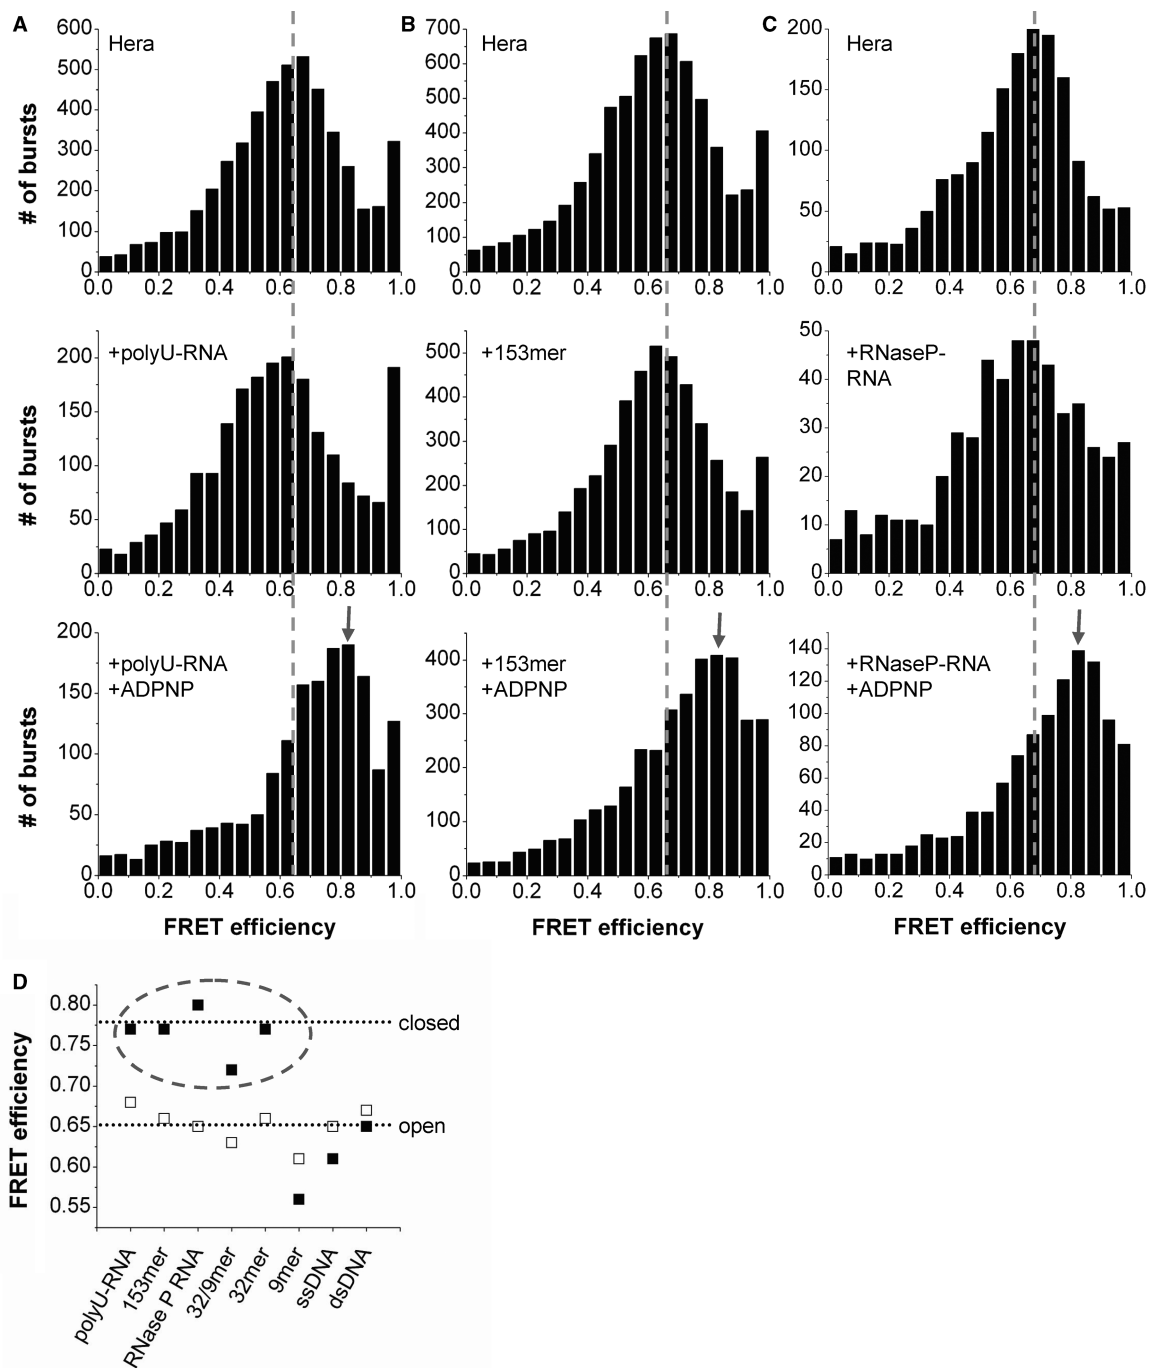 A
Hera
# of bursts
600
500
400
300
200
100
0
0.0 0.2 0.4 0.6 0.8 1.0
B
Hera
700
600
500
400
300
200
100
0
0.0 0.2 0.4 0.6 0.8 1.0
C
Hera
200
150
100
50
0
0.0 0.2 0.4 0.6 0.8 1.0
+polyU-RNA
# of bursts
200
150
100
50
0
0.0 0.2 0.4 0.6 0.8 1.0
+153mer
500
400
300
200
100
0
0.0 0.2 0.4 0.6 0.8 1.0
+RNaseP-
RNA
50
40
30
20
10
0
0.0 0.2 0.4 0.6 0.8 1.0
+polyU-RNA
+ADPNP
# of bursts
200
150
100
50
0
0.0 0.2 0.4 0.6 0.8 1.0
FRET efficiency
+153mer
+ADPNP
400
300
200
100
0
0.0 0.2 0.4 0.6 0.8 1.0
FRET efficiency
+RNaseP-RNA
+ADPNP
140
120
100
80
60
40
20
0
0.0 0.2 0.4 0.6 0.8 1.0
FRET efficiency
D
FRET efficiency
0.80
0.75
0.70
0.65
0.60
0.55
closed
open
polyU-RNA
153mer
RNase P RNA
32/9mer
32mer
9mer
ssDNA
dsDNA